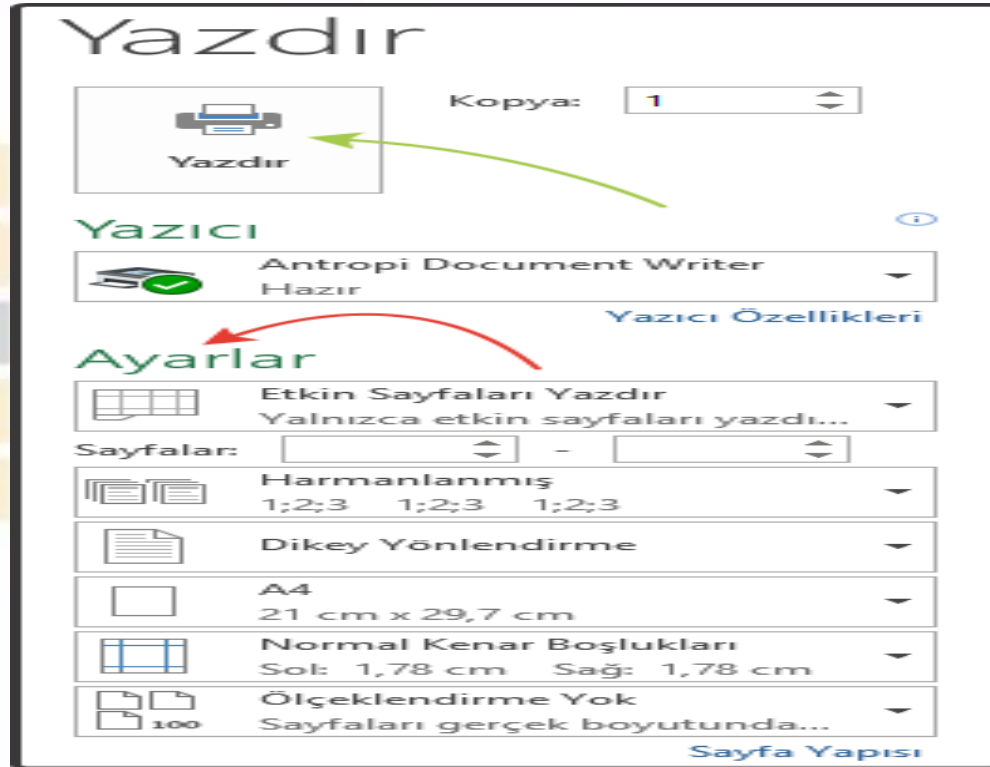 Yazdır
Kopya: 1
Yazdır
Yazıcı
Antropi Document Writer
Hazır
Yazıcı Özellikleri
Ayarlar
Etkin Sayfaları Yazdır
Yalnızca etkin sayfaları yazdı...
Sayfalar: -
Harmanlanmış
1;2;3 1;2;3 1;2;3
Dikey Yönlendirme
A4
21 cm x 29,7 cm
Normal Kenar Boşlukları
Sol: 1,78 cm Sağ: 1,78 cm
Ölçeklendirme Yok
100 Sayfaları gerçek boyutunda...
Sayfa Yapısı